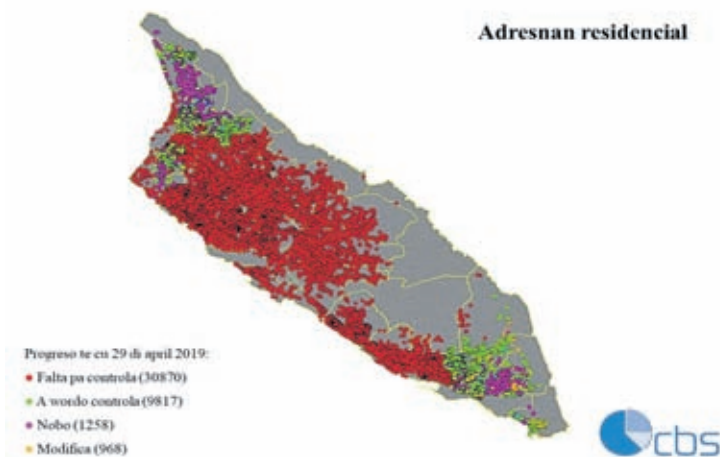 Adresnan residencial
Progreso te cu 29 di april 2019:
Falta pa controla (30870)
A wordo controla (9817)
Nobo (1258)
Modifica (968)
cbs